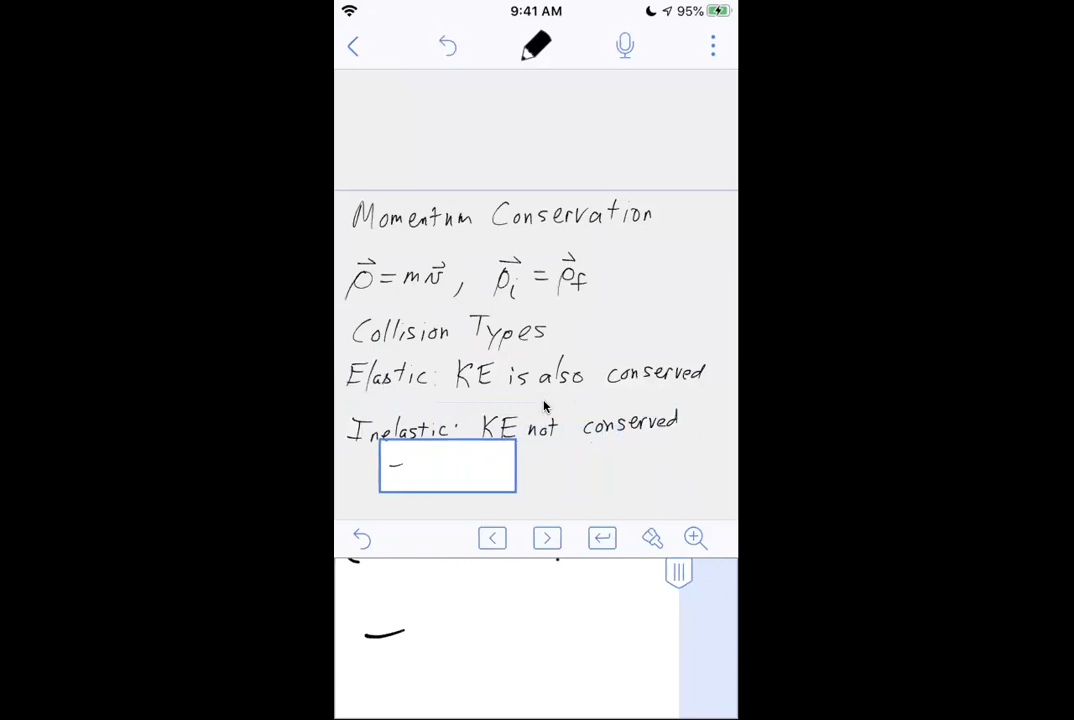 9:41 AM
95%
Momentum Conservation
p⃗ = mv⃗, p⃗i = p⃗f
Collision Types
Elastic: KE is also conserved
Inelastic: KE not conserved
–